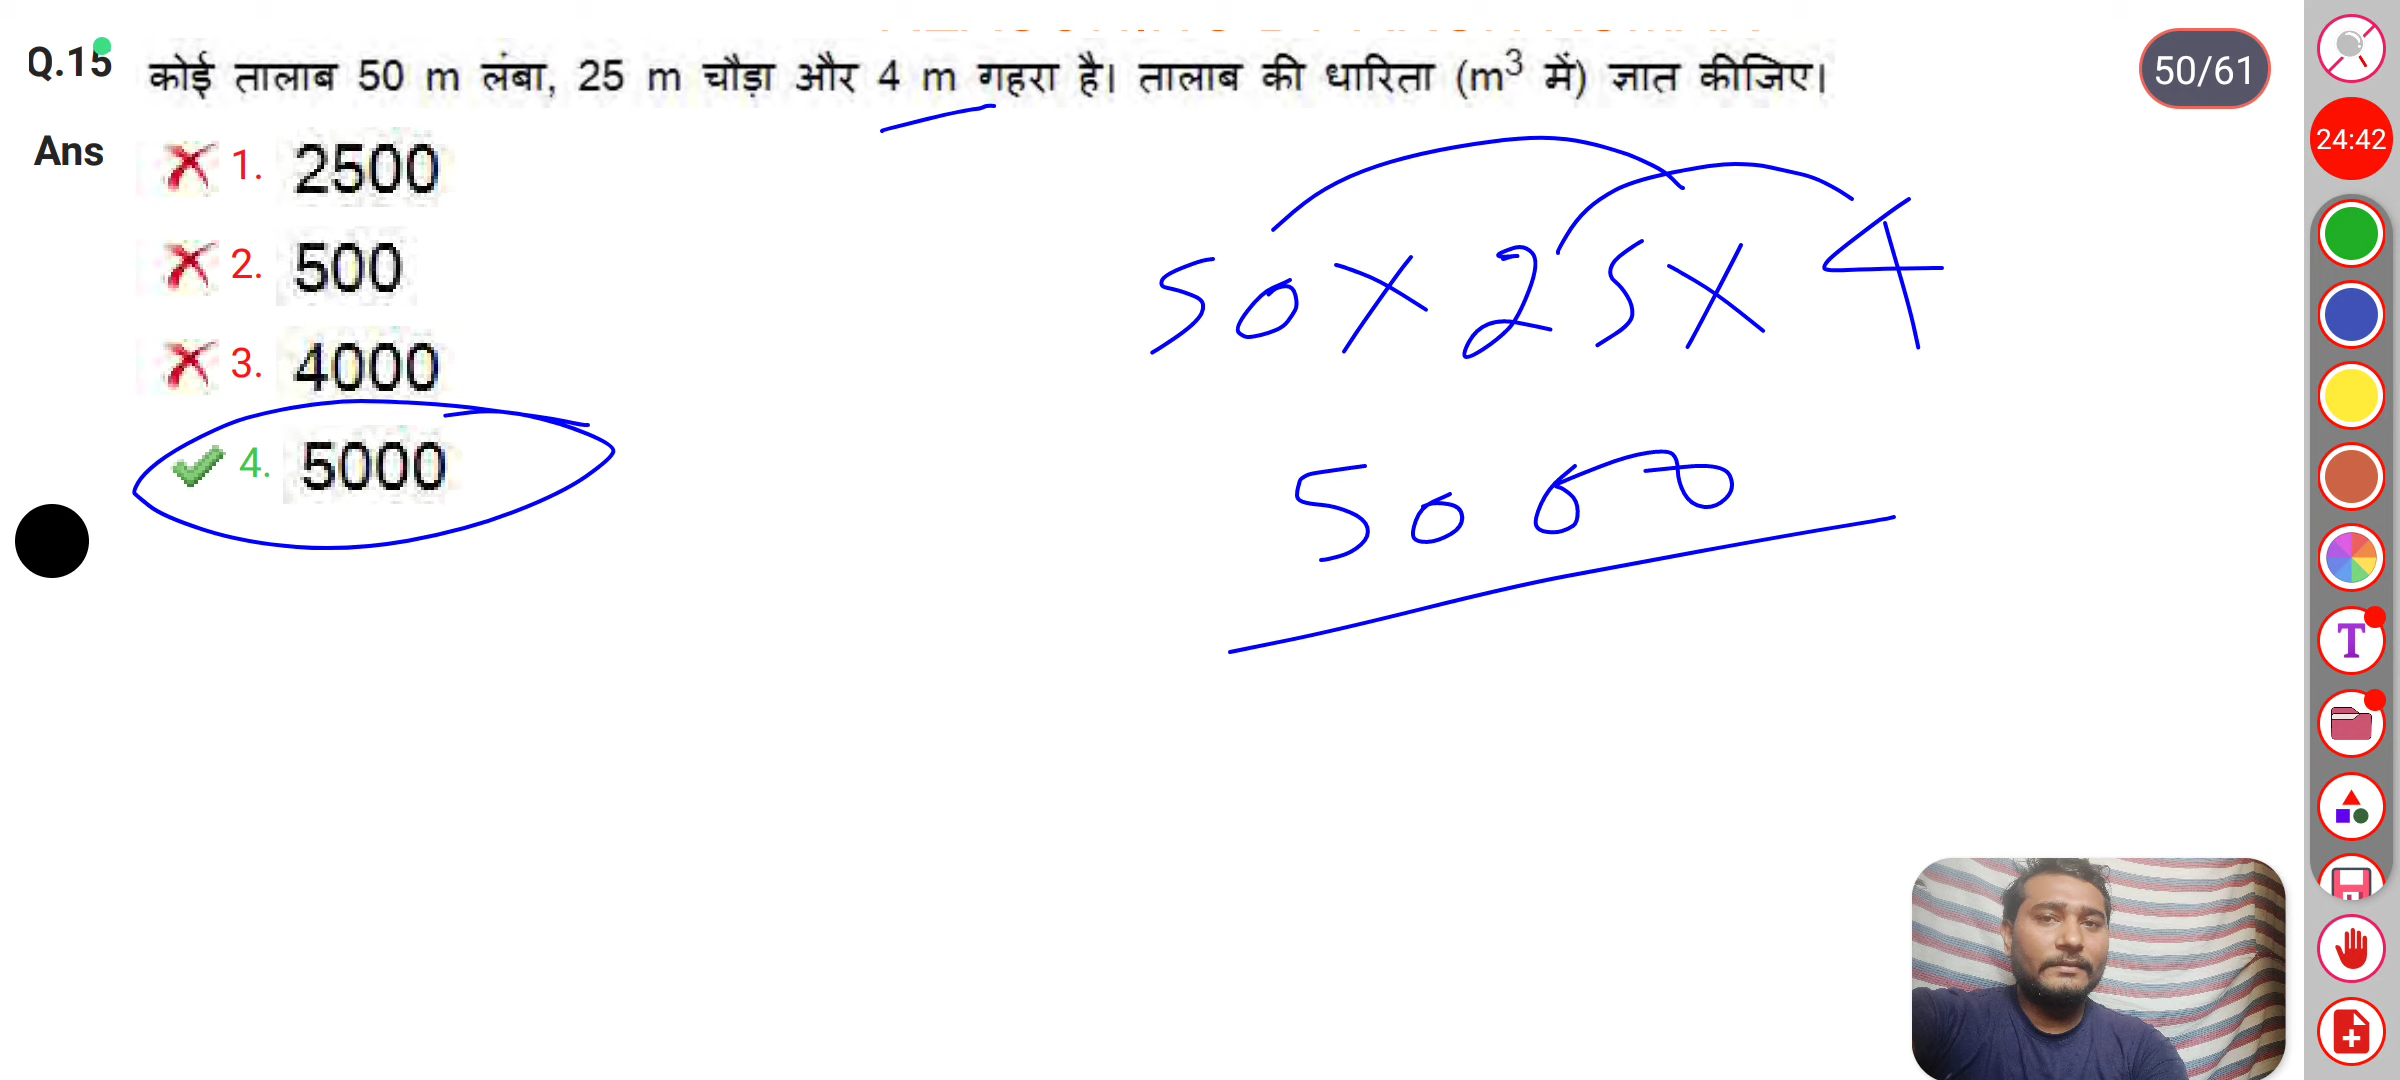 Q.15 कोई तालाब 50 m लंबा, 25 m चौड़ा और 4 m गहरा है। तालाब की धारिता (m³ में) ज्ञात कीजिए।
50/61
24:42
Ans
1. 2500
2. 500
3. 4000
4. 5000
50 X 25 X 4
5000
T